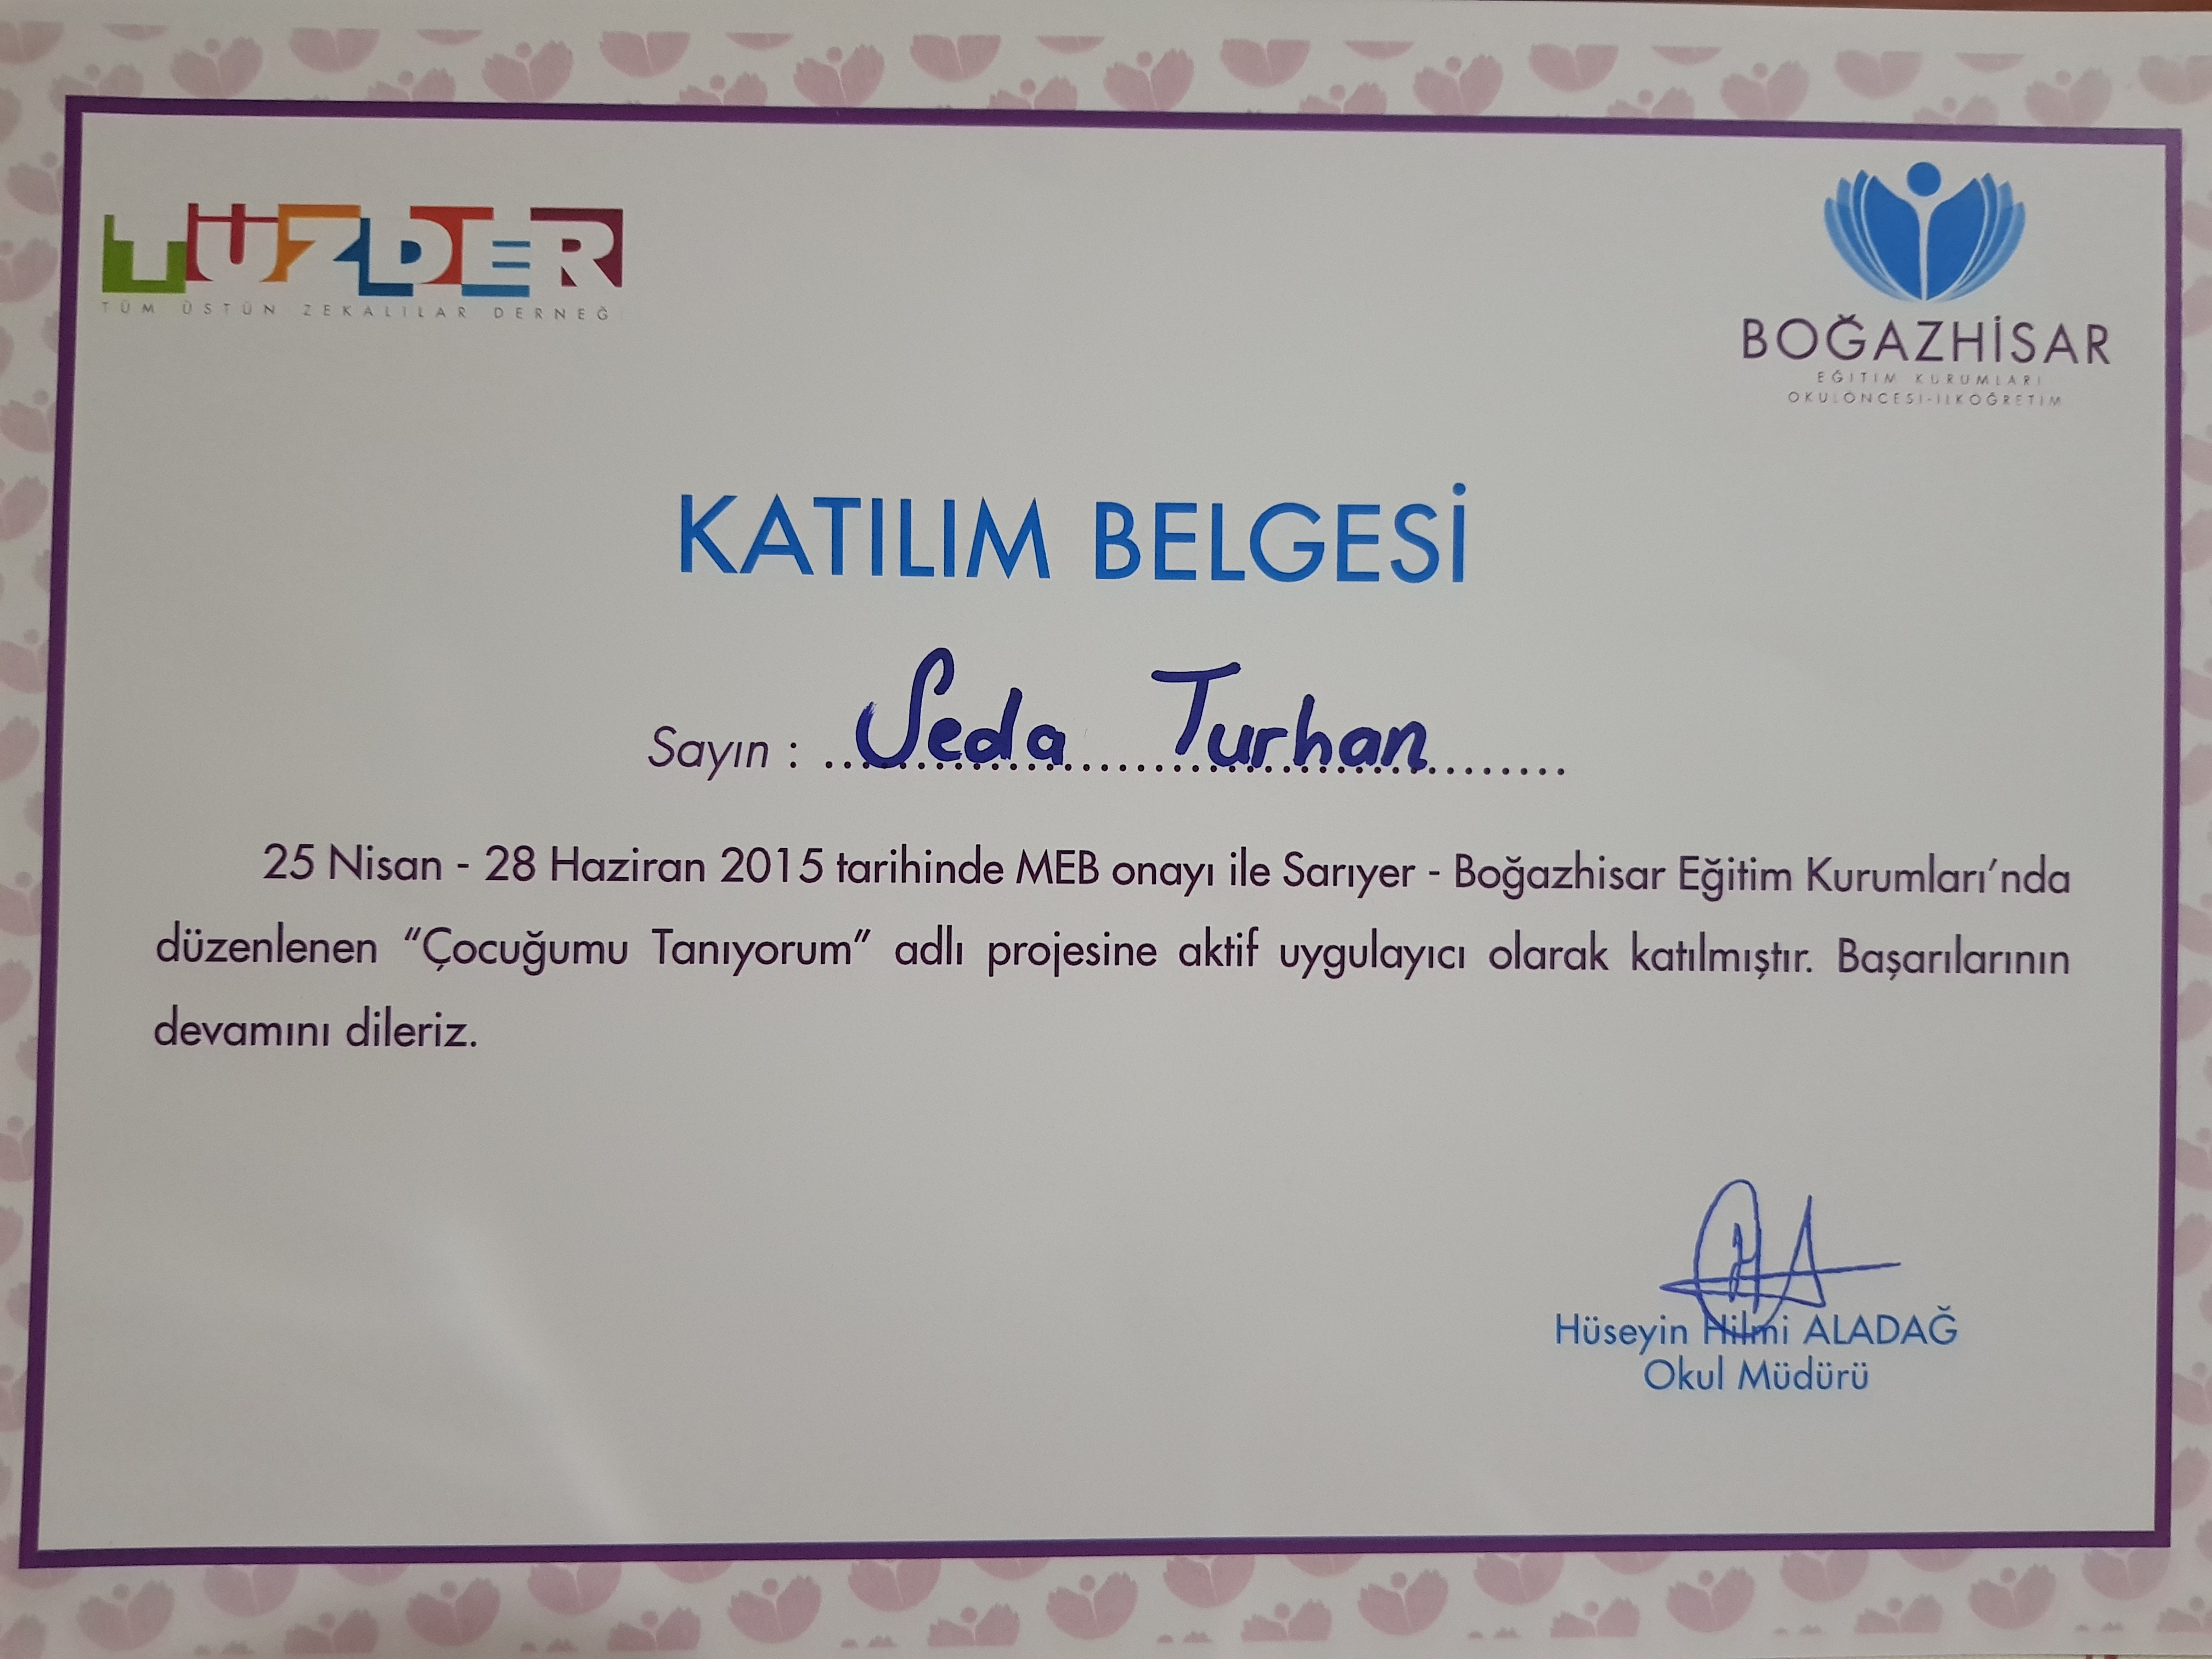 TÜZDER
TÜM ÜSTÜN ZEKALILAR DERNEĞ
BOĞAZHİSAR
EĞİTİM KURUMLARI
OKULÖNCESİ-İLKÖĞRETİM
KATILIM BELGESİ
Sayın : Seda Turhan
25 Nisan - 28 Haziran 2015 tarihinde MEB onayı ile Sarıyer - Boğazhisar Eğitim Kurumları’nda
düzenlenen “Çocuğumu Tanıyorum” adlı projesine aktif uygulayıcı olarak katılmıştır. Başarılarının
devamını dileriz.
Hüseyin Hilmi ALADAĞ
Okul Müdürü